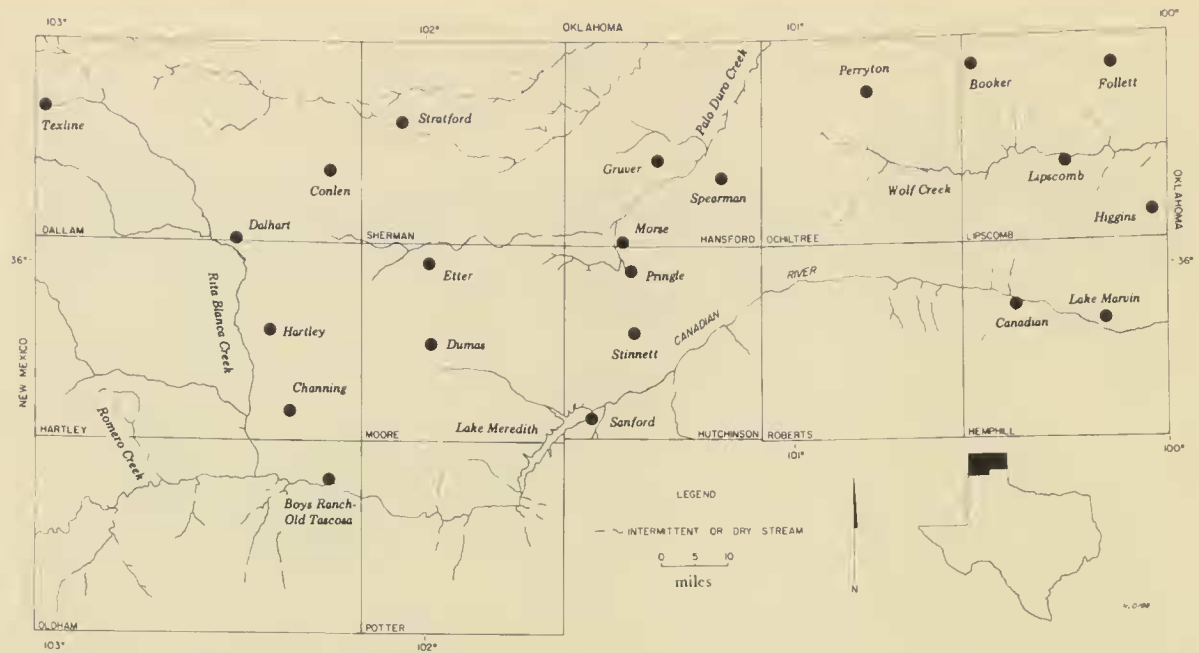 103°
102°
OKLAHOMA
101°
100°
Texline
Stratford
Conlen
Dalhart
DALLAM
SHERMAN
Palo Duro Creek
Gruver
Spearman
Morse
HANSFORD
OCHILTREE
Perryton
Booker
Follett
Wolf Creek
Lipscomb
Higgins
LIPSCOMB
OKLAHOMA
36°
36°
NEW MEXICO
Rita Blanca Creek
Etter
Hartley
Dumas
Channing
Romero Creek
HARTLEY
MOORE
Pringle
Stinnett
CANADIAN
RIVER
Canadian
Lake Marvin
Lake Meredith
Sanford
HUTCHINSON
ROBERTS
HEMPHILL
101°
100°
Boys Ranch-
Old Tascosa
OLDHAM
POTTER
103°
102°
LEGEND
INTERMITTENT OR DRY STREAM
0 5 10
miles
N